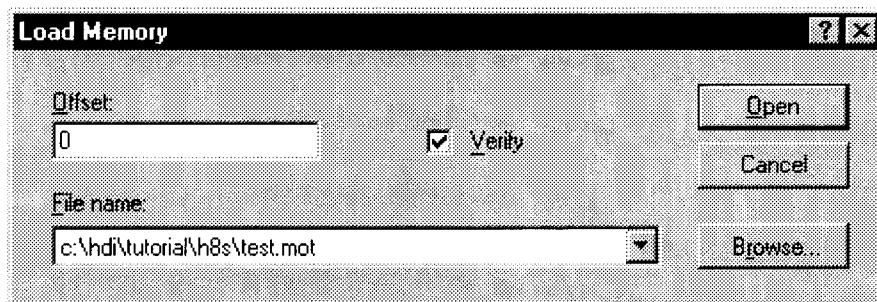 Load Memory
Offset:
0
Verify
Open
Cancel
File name:
c:\hdi\tutorial\h8s\test.mot
Browse...